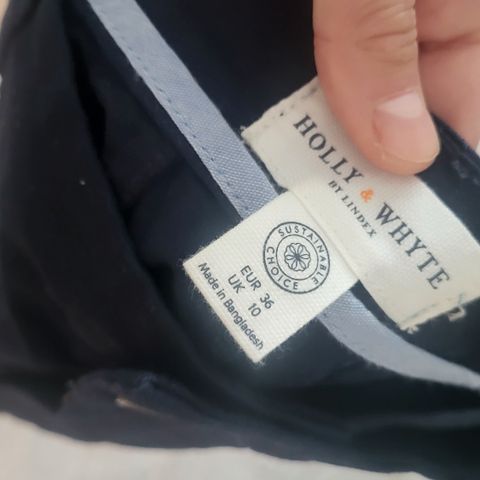 HOLLY & WHYTE
BY LINDEX
SUSTAINABLE
CHOICE
EUR 36
UK 10
Made in Bangladesh